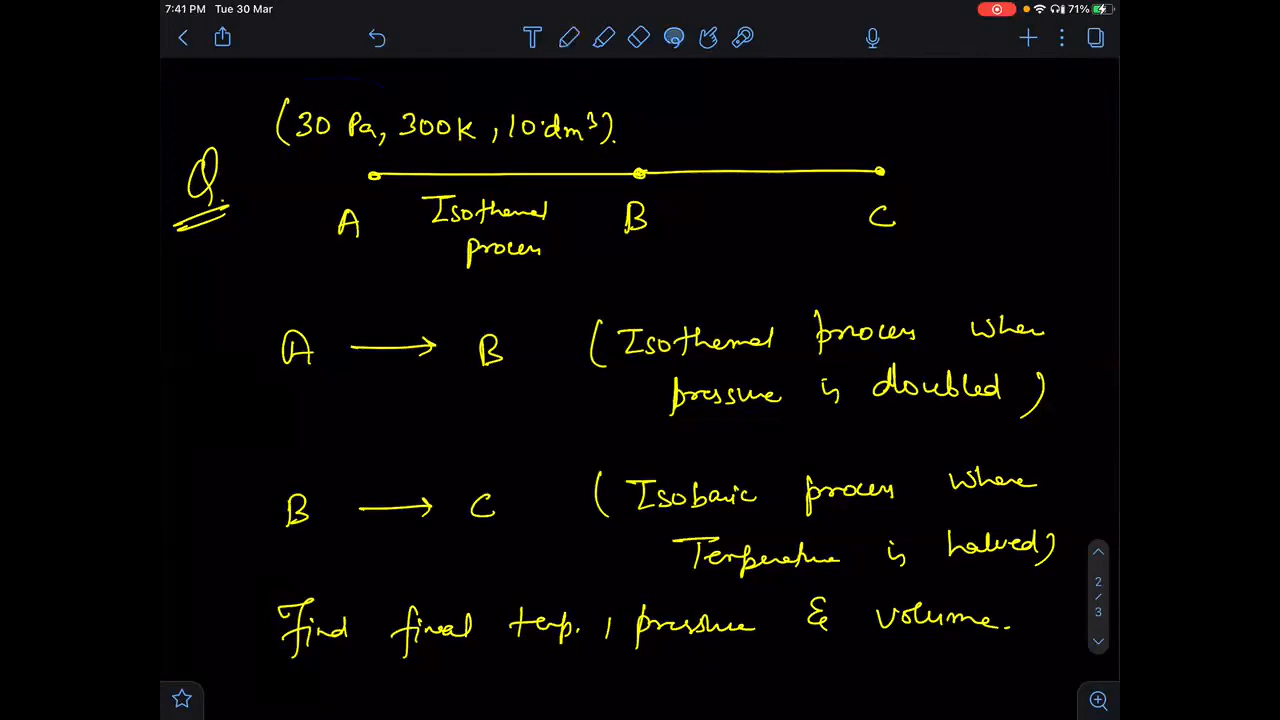 7:41 PM Tue 30 Mar
71%
(30 Pa, 300K, 10 dm³).
Q.
A Isothermal process B C
A → B (Isothermal process when
pressure is doubled)
B → C (Isobaric process where
Temperature is halved)
2
/
3
Find final temp., pressure & volume.